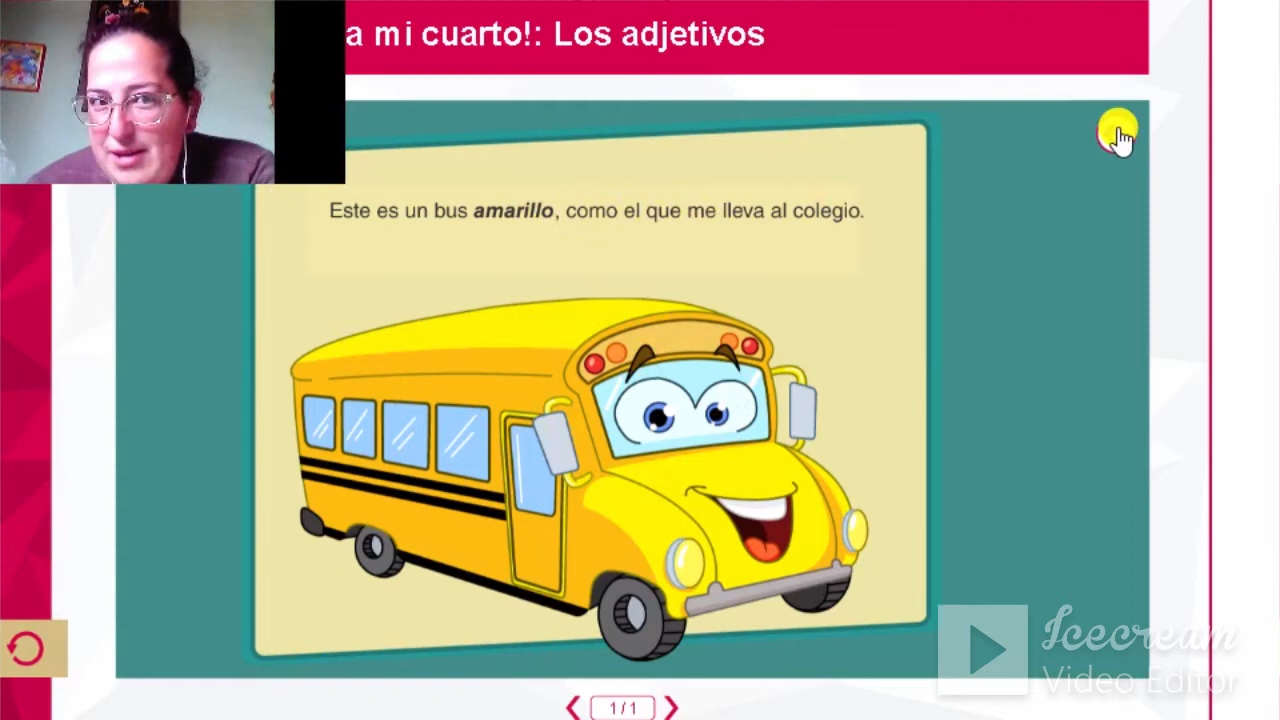 a mi cuarto!: Los adjetivos
Este es un bus amarillo, como el que me lleva al colegio.
Icecream
Video Editor
1/1